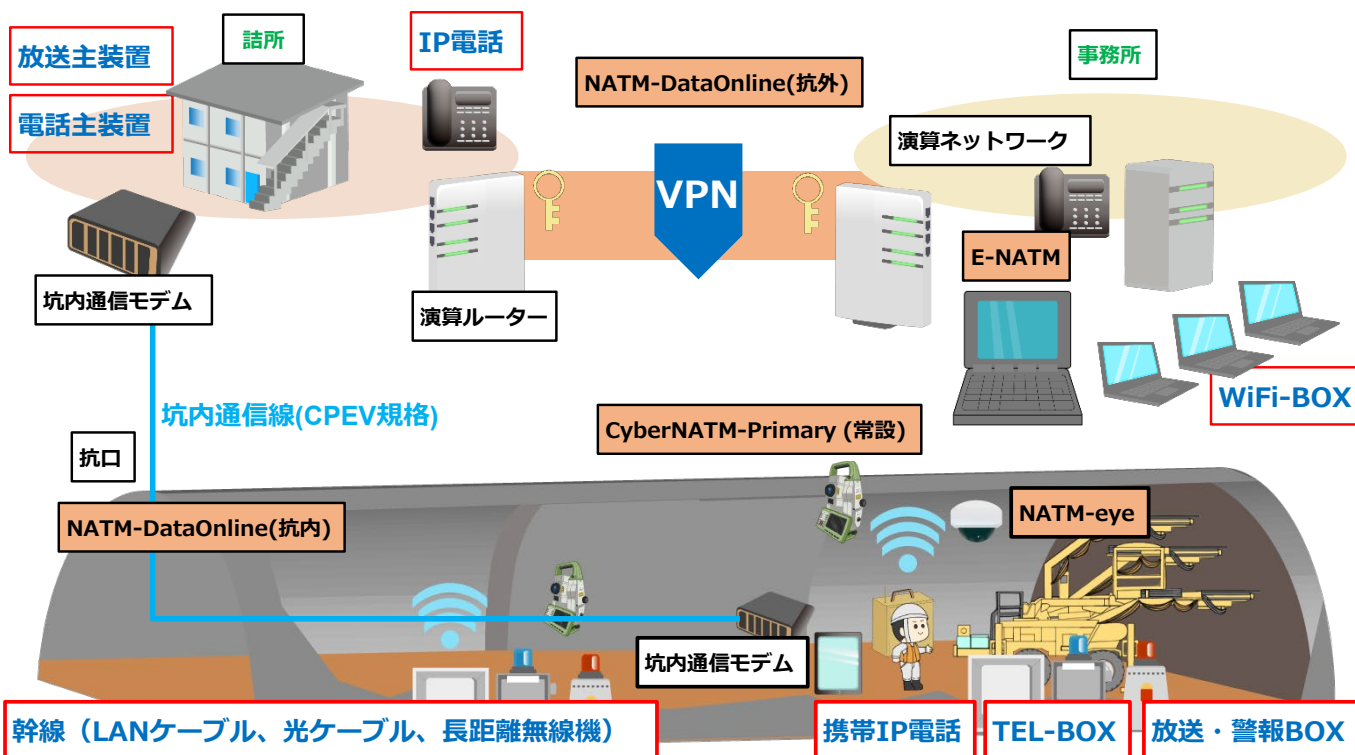 放送主装置
詰所
IP電話
NATM-DataOnline(抗外)
事務所
電話主装置
演算ネットワーク
VPN
E-NATM
坑内通信モデム
演算ルーター
WiFi-BOX
坑内通信線(CPEV規格)
CyberNATM-Primary (常設)
抗口
NATM-DataOnline(抗内)
NATM-eye
坑内通信モデム
幹線（LANケーブル、光ケーブル、長距離無線機）
携帯IP電話
TEL-BOX
放送・警報BOX